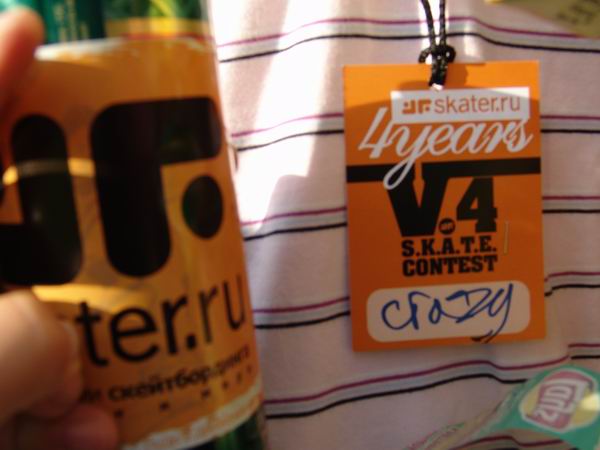 skater.ru
4years
V.4
S.K.A.T.E.
CONTEST
crazy
ter.ru
скейтбординга